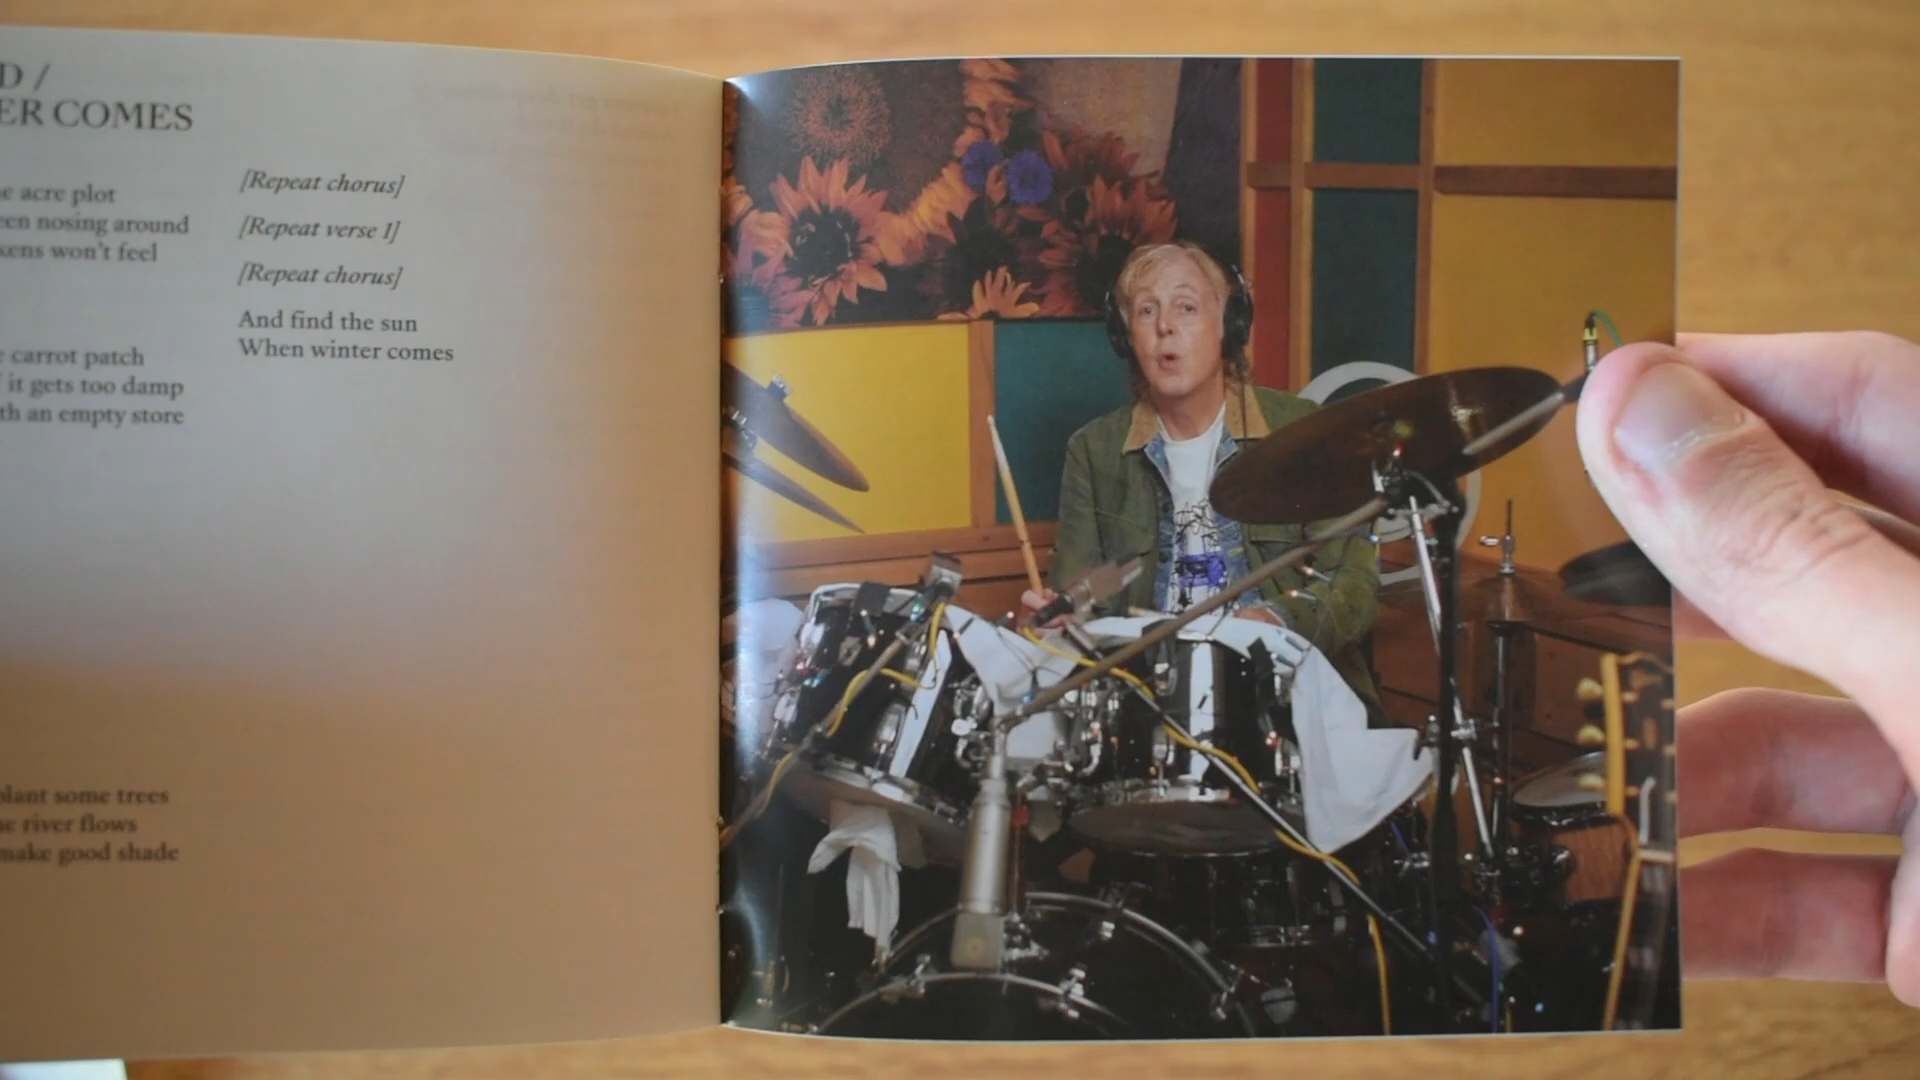 D /
ER COMES
e acre plot
een nosing around
kens won't feel
e carrot patch
f it gets too damp
th an empty store
plant some trees
e river flows
make good shade
[Repeat chorus]
[Repeat verse 1]
[Repeat chorus]
And find the sun
When winter comes